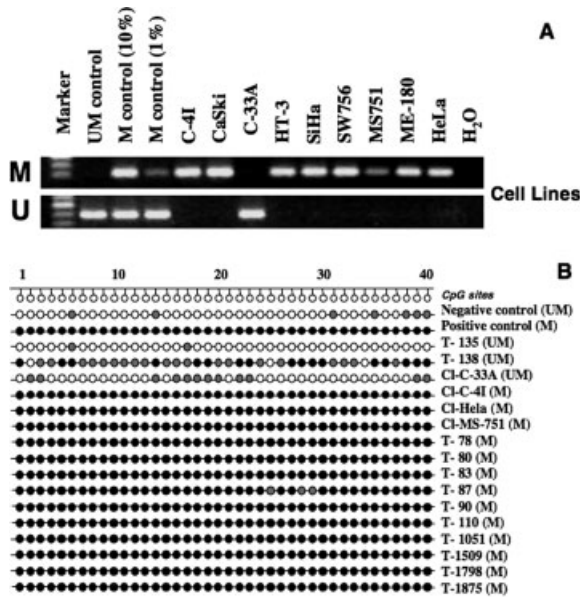 A
Marker
UM control
M control (10%)
M control (1%)
C-4I
CaSki
C-33A
HT-3
SiHa
SW756
MS751
ME-180
HeLa
H2O
M
U
Cell Lines
B
1 10 20 30 40
CpG sites
Negative control (UM)
Positive control (M)
T- 135 (UM)
T- 138 (UM)
Cl-C-33A (UM)
Cl-C-4I (M)
Cl-Hela (M)
Cl-MS-751 (M)
T- 78 (M)
T- 80 (M)
T- 83 (M)
T- 87 (M)
T- 90 (M)
T- 110 (M)
T- 1051 (M)
T-1509 (M)
T-1798 (M)
T-1875 (M)